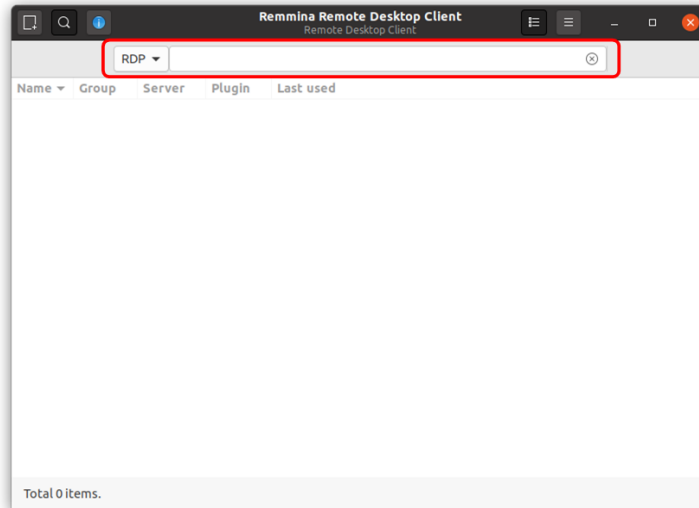 Remmina Remote Desktop Client
Remote Desktop Client
RDP
Name Group Server Plugin Last used
Total 0 items.